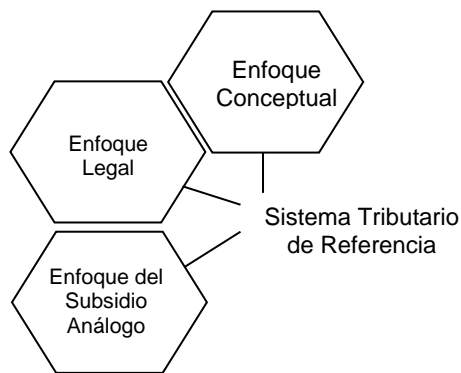 Enfoque
Conceptual
Enfoque
Legal
Sistema Tributario
de Referencia
Enfoque del
Subsidio
Análogo